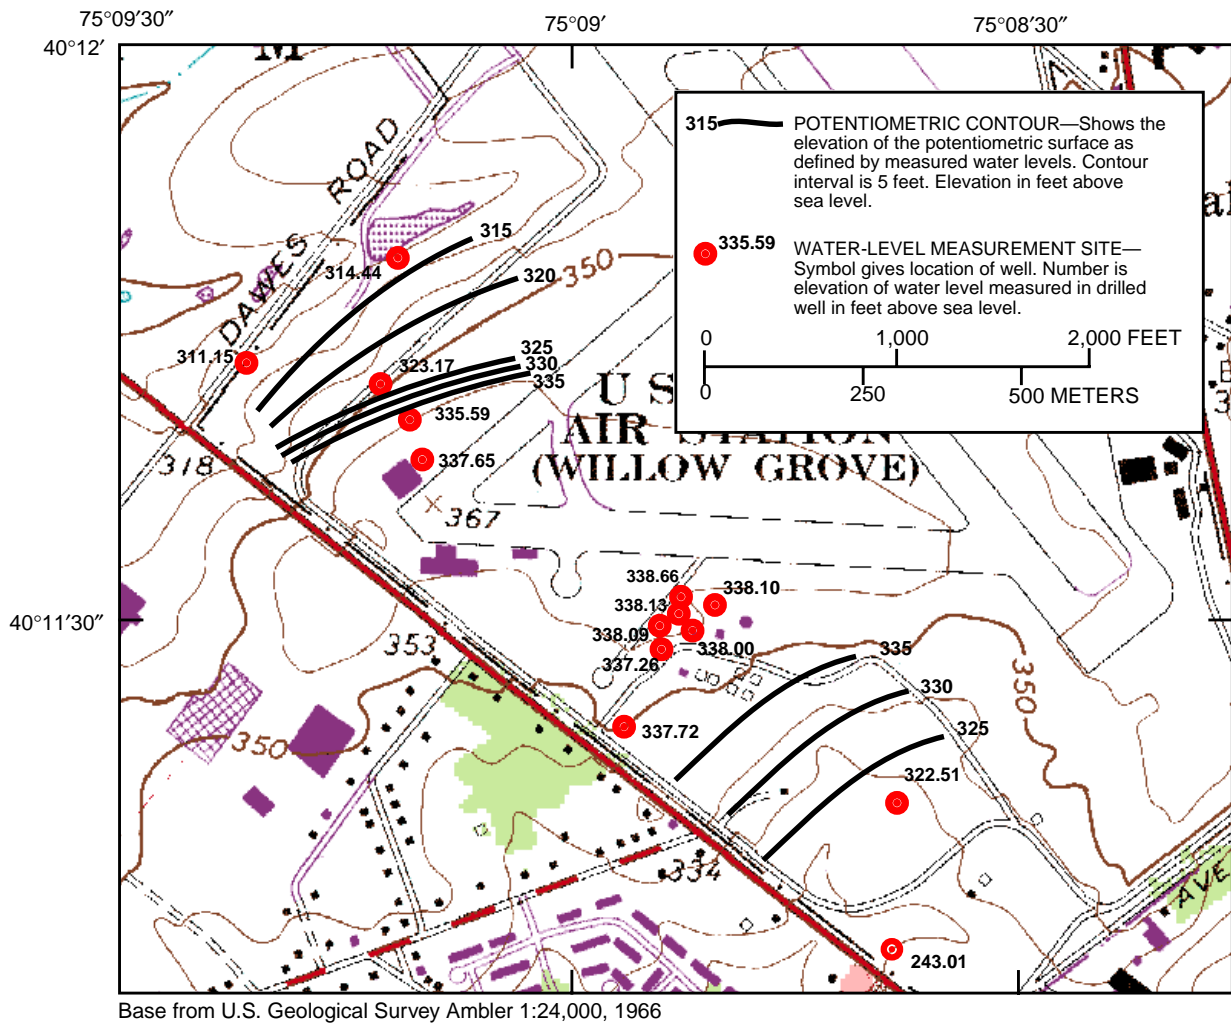 75°09′30″
75°09′
75°08′30″
40°12′
M
315
POTENTIOMETRIC CONTOUR—Shows the
elevation of the potentiometric surface as
defined by measured water levels. Contour
interval is 5 feet. Elevation in feet above
sea level.
335.59
WATER-LEVEL MEASUREMENT SITE—
Symbol gives location of well. Number is
elevation of water level measured in drilled
well in feet above sea level.
0
1,000
2,000 FEET
0
250
500 METERS
DAWES ROAD
315
314.44
320
350
311.15
323.17
325
330
335
335.59
337.65
318
367
U S
AIR STATION
(WILLOW GROVE)
338.66
338.10
338.13
338.09
338.00
337.26
40°11′30″
353
335
330
350
325
350
337.72
322.51
334
AVE
243.01
Base from U.S. Geological Survey Ambler 1:24,000, 1966